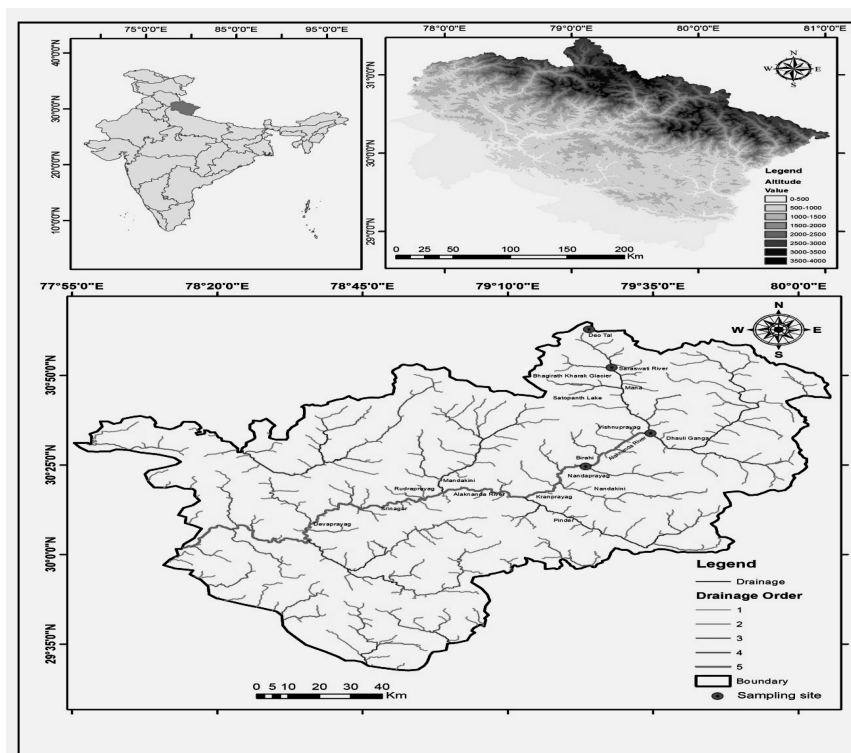 75°0'0"E 85°0'0"E 95°0'0"E
40°0'0"N
30°0'0"N
20°0'0"N
10°0'0"N
78°0'0"E 79°0'0"E 80°0'0"E 81°0'0"E
31°0'0"N
30°0'0"N
29°0'0"N
N
W E
S
Legend
Altitude
Value
0-500
500-1000
1000-1500
1500-2000
2000-2500
2500-3000
3000-3500
3500-4000
0 25 50 100 150 200
Km
77°55'0"E 78°20'0"E 78°45'0"E 79°10'0"E 79°35'0"E 80°0'0"E
30°50'0"N
30°25'0"N
30°0'0"N
29°35'0"N
N
W E
S
Deo Tal
Saraswati River
Bhagirath Kharak Glacier
Mana
Satopanth Lake
Vishnuprayag
Dhauli Ganga
Birahi
Nandaprayag
Mandakini
Rudraprayag
Nandakini
Alaknanda River
Kranprayag
Srinagar
Pinder
Devaprayag
Legend
Drainage
Drainage Order
1
2
3
4
5
Boundary
Sampling site
0 5 10 20 30 40
Km